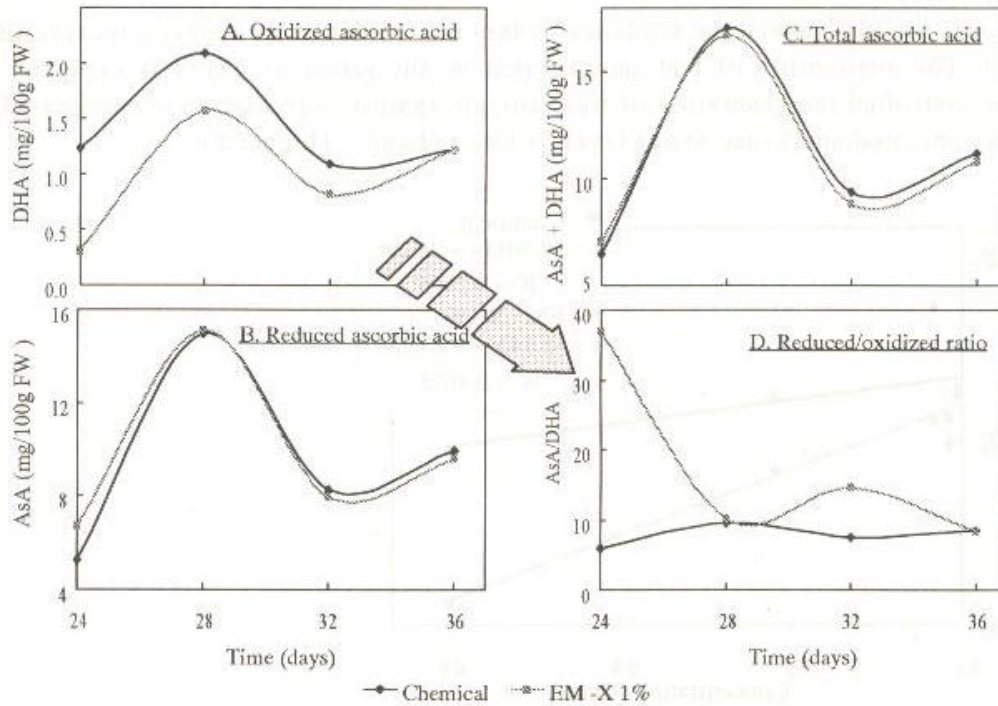 A. Oxidized ascorbic acid
DHA (mg/100g FW)
2.0
1.5
1.0
0.5
0.0
C. Total ascorbic acid
AsA + DHA (mg/100g FW)
15
10
5
B. Reduced ascorbic acid
AsA (mg/100g FW )
16
12
8
4
24
28
32
36
Time (days)
D. Reduced/oxidized ratio
AsA/DHA
40
30
20
10
0
24
28
32
36
Time (days)
Chemical
EM -X 1%